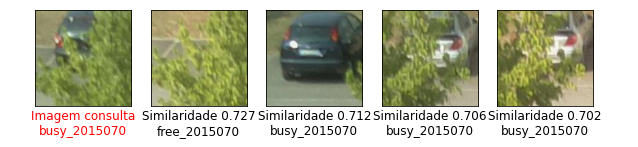 Imagem consulta
busy_2015070
Similaridade 0.727
free_2015070
Similaridade 0.712
busy_2015070
Similaridade 0.706
busy_2015070
Similaridade 0.702
busy_2015070